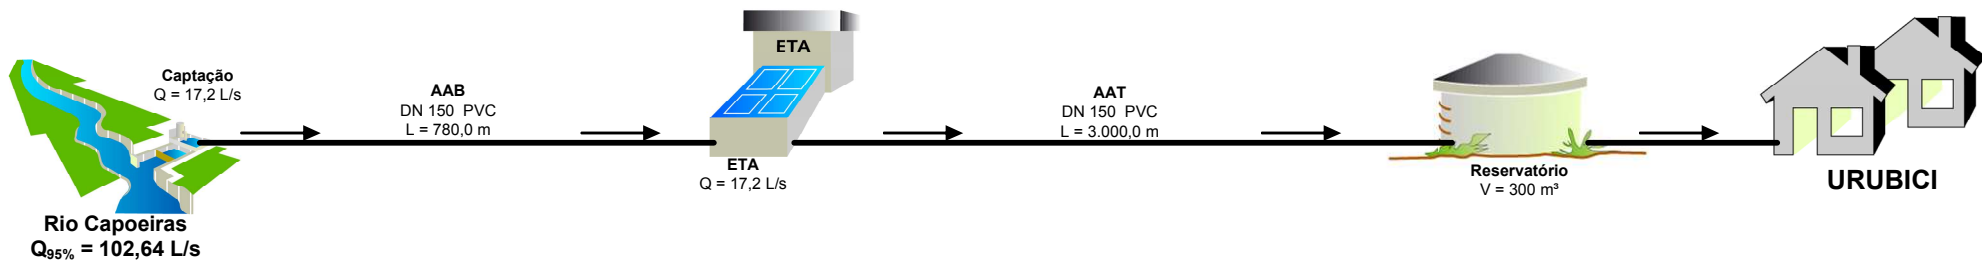 Captação
Q = 17,2 L/s
Rio Capoeiras
Q95% = 102,64 L/s
AAB
DN 150 PVC
L = 780,0 m
ETA
ETA
Q = 17,2 L/s
AAT
DN 150 PVC
L = 3.000,0 m
Reservatório
V = 300 m³
URUBICI